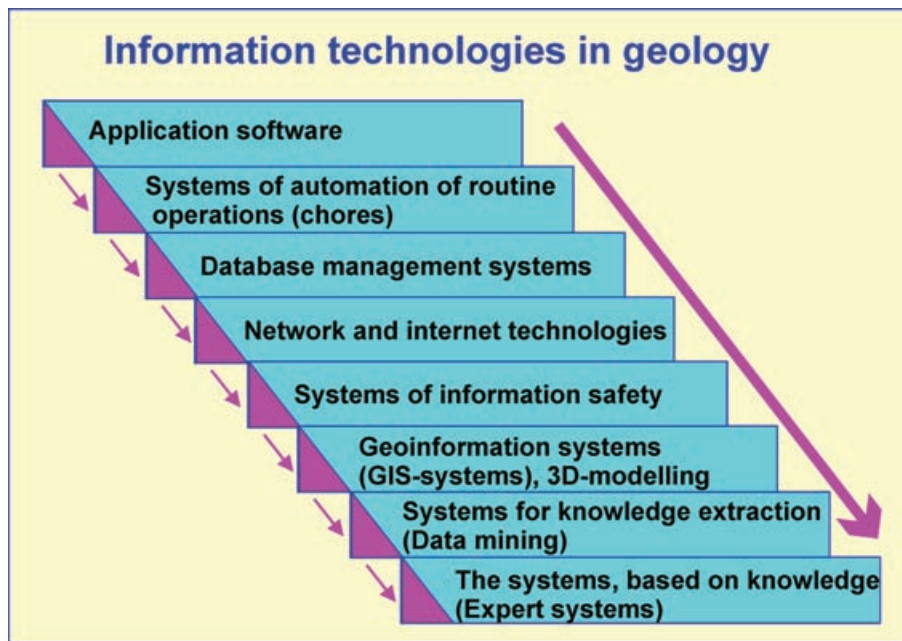 Information technologies in geology
Application software
Systems of automation of routine
operations (chores)
Database management systems
Network and internet technologies
Systems of information safety
Geoinformation systems
(GIS-systems), 3D-modelling
Systems for knowledge extraction
(Data mining)
The systems, based on knowledge
(Expert systems)